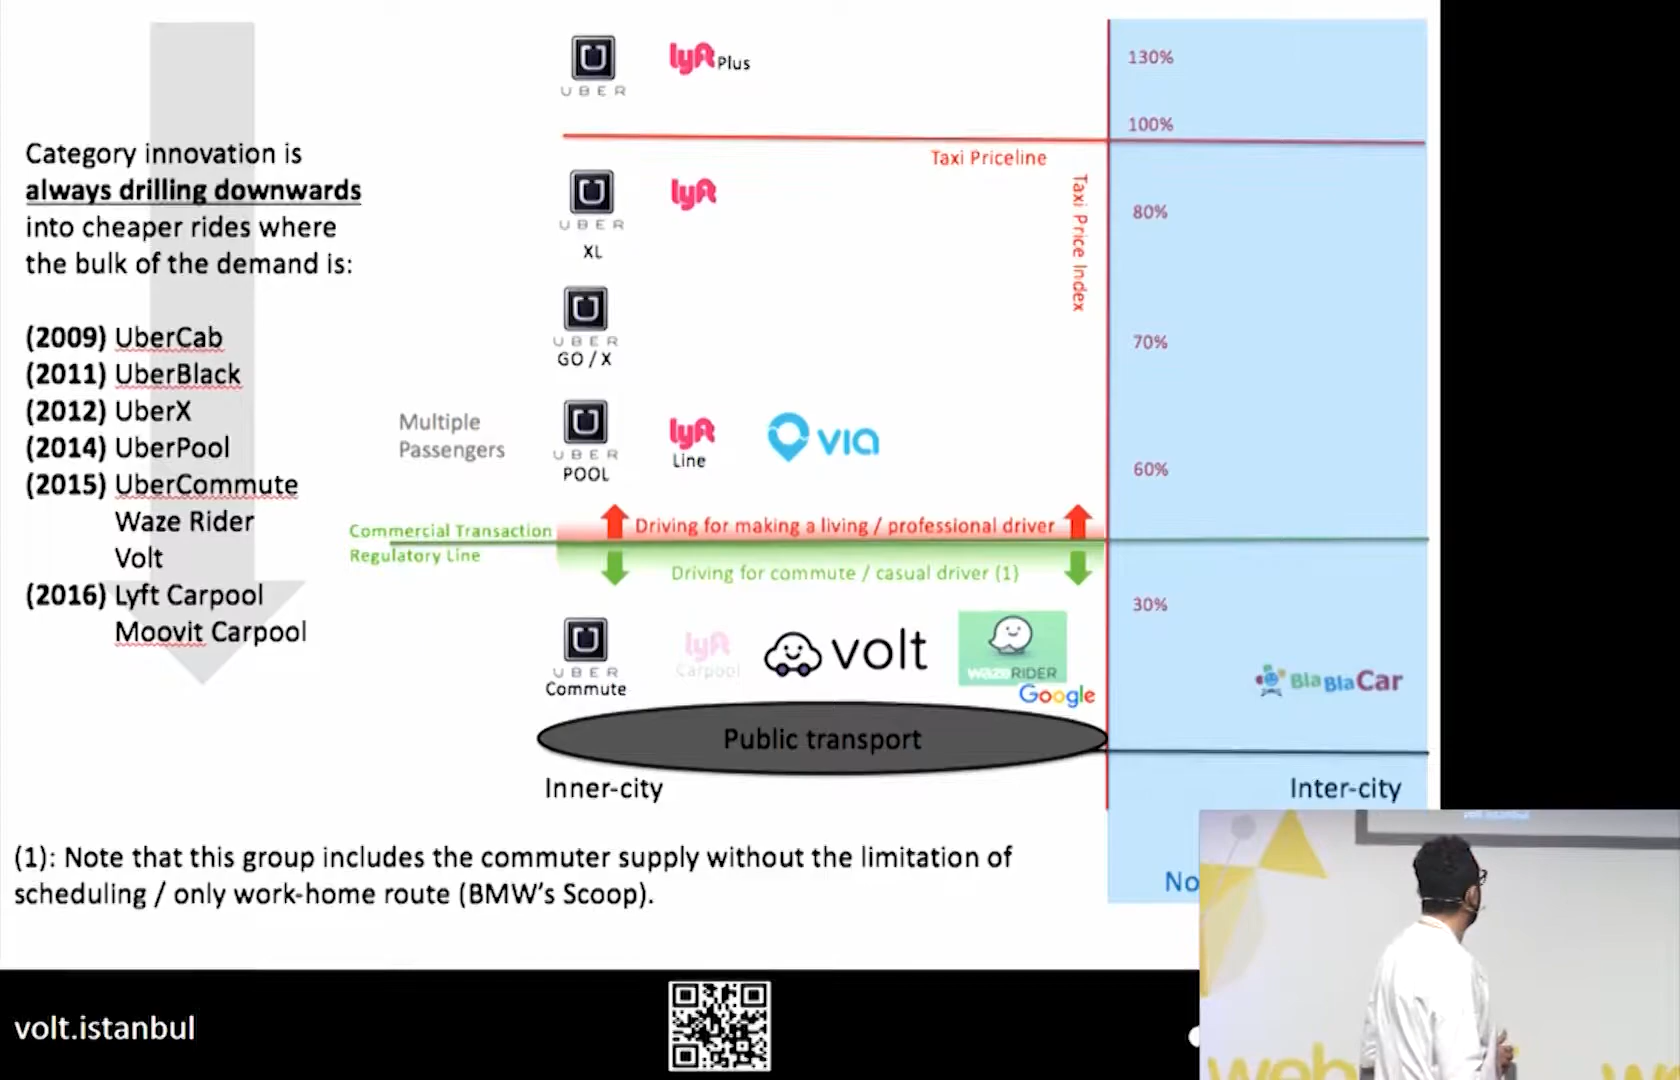 Category innovation is
always drilling downwards
into cheaper rides where
the bulk of the demand is:
(2009) UberCab
(2011) UberBlack
(2012) UberX
(2014) UberPool
(2015) UberCommute
Waze Rider
Volt
(2016) Lyft Carpool
Moovit Carpool
UBER
lyft Plus
130%
100%
Taxi Priceline
Taxi Price Index
UBER
XL
lyft
80%
UBER
GO / X
70%
Multiple
Passengers
UBER
POOL
lyft
Line
via
60%
Commercial Transaction
Regulatory Line
Driving for making a living / professional driver
Driving for commute / casual driver (1)
30%
UBER
Commute
lyft
Carpool
volt
waze RIDER
Google
BlaBlaCar
Public transport
Inner-city
Inter-city
(1): Note that this group includes the commuter supply without the limitation of
scheduling / only work-home route (BMW's Scoop).
No
volt.istanbul
web